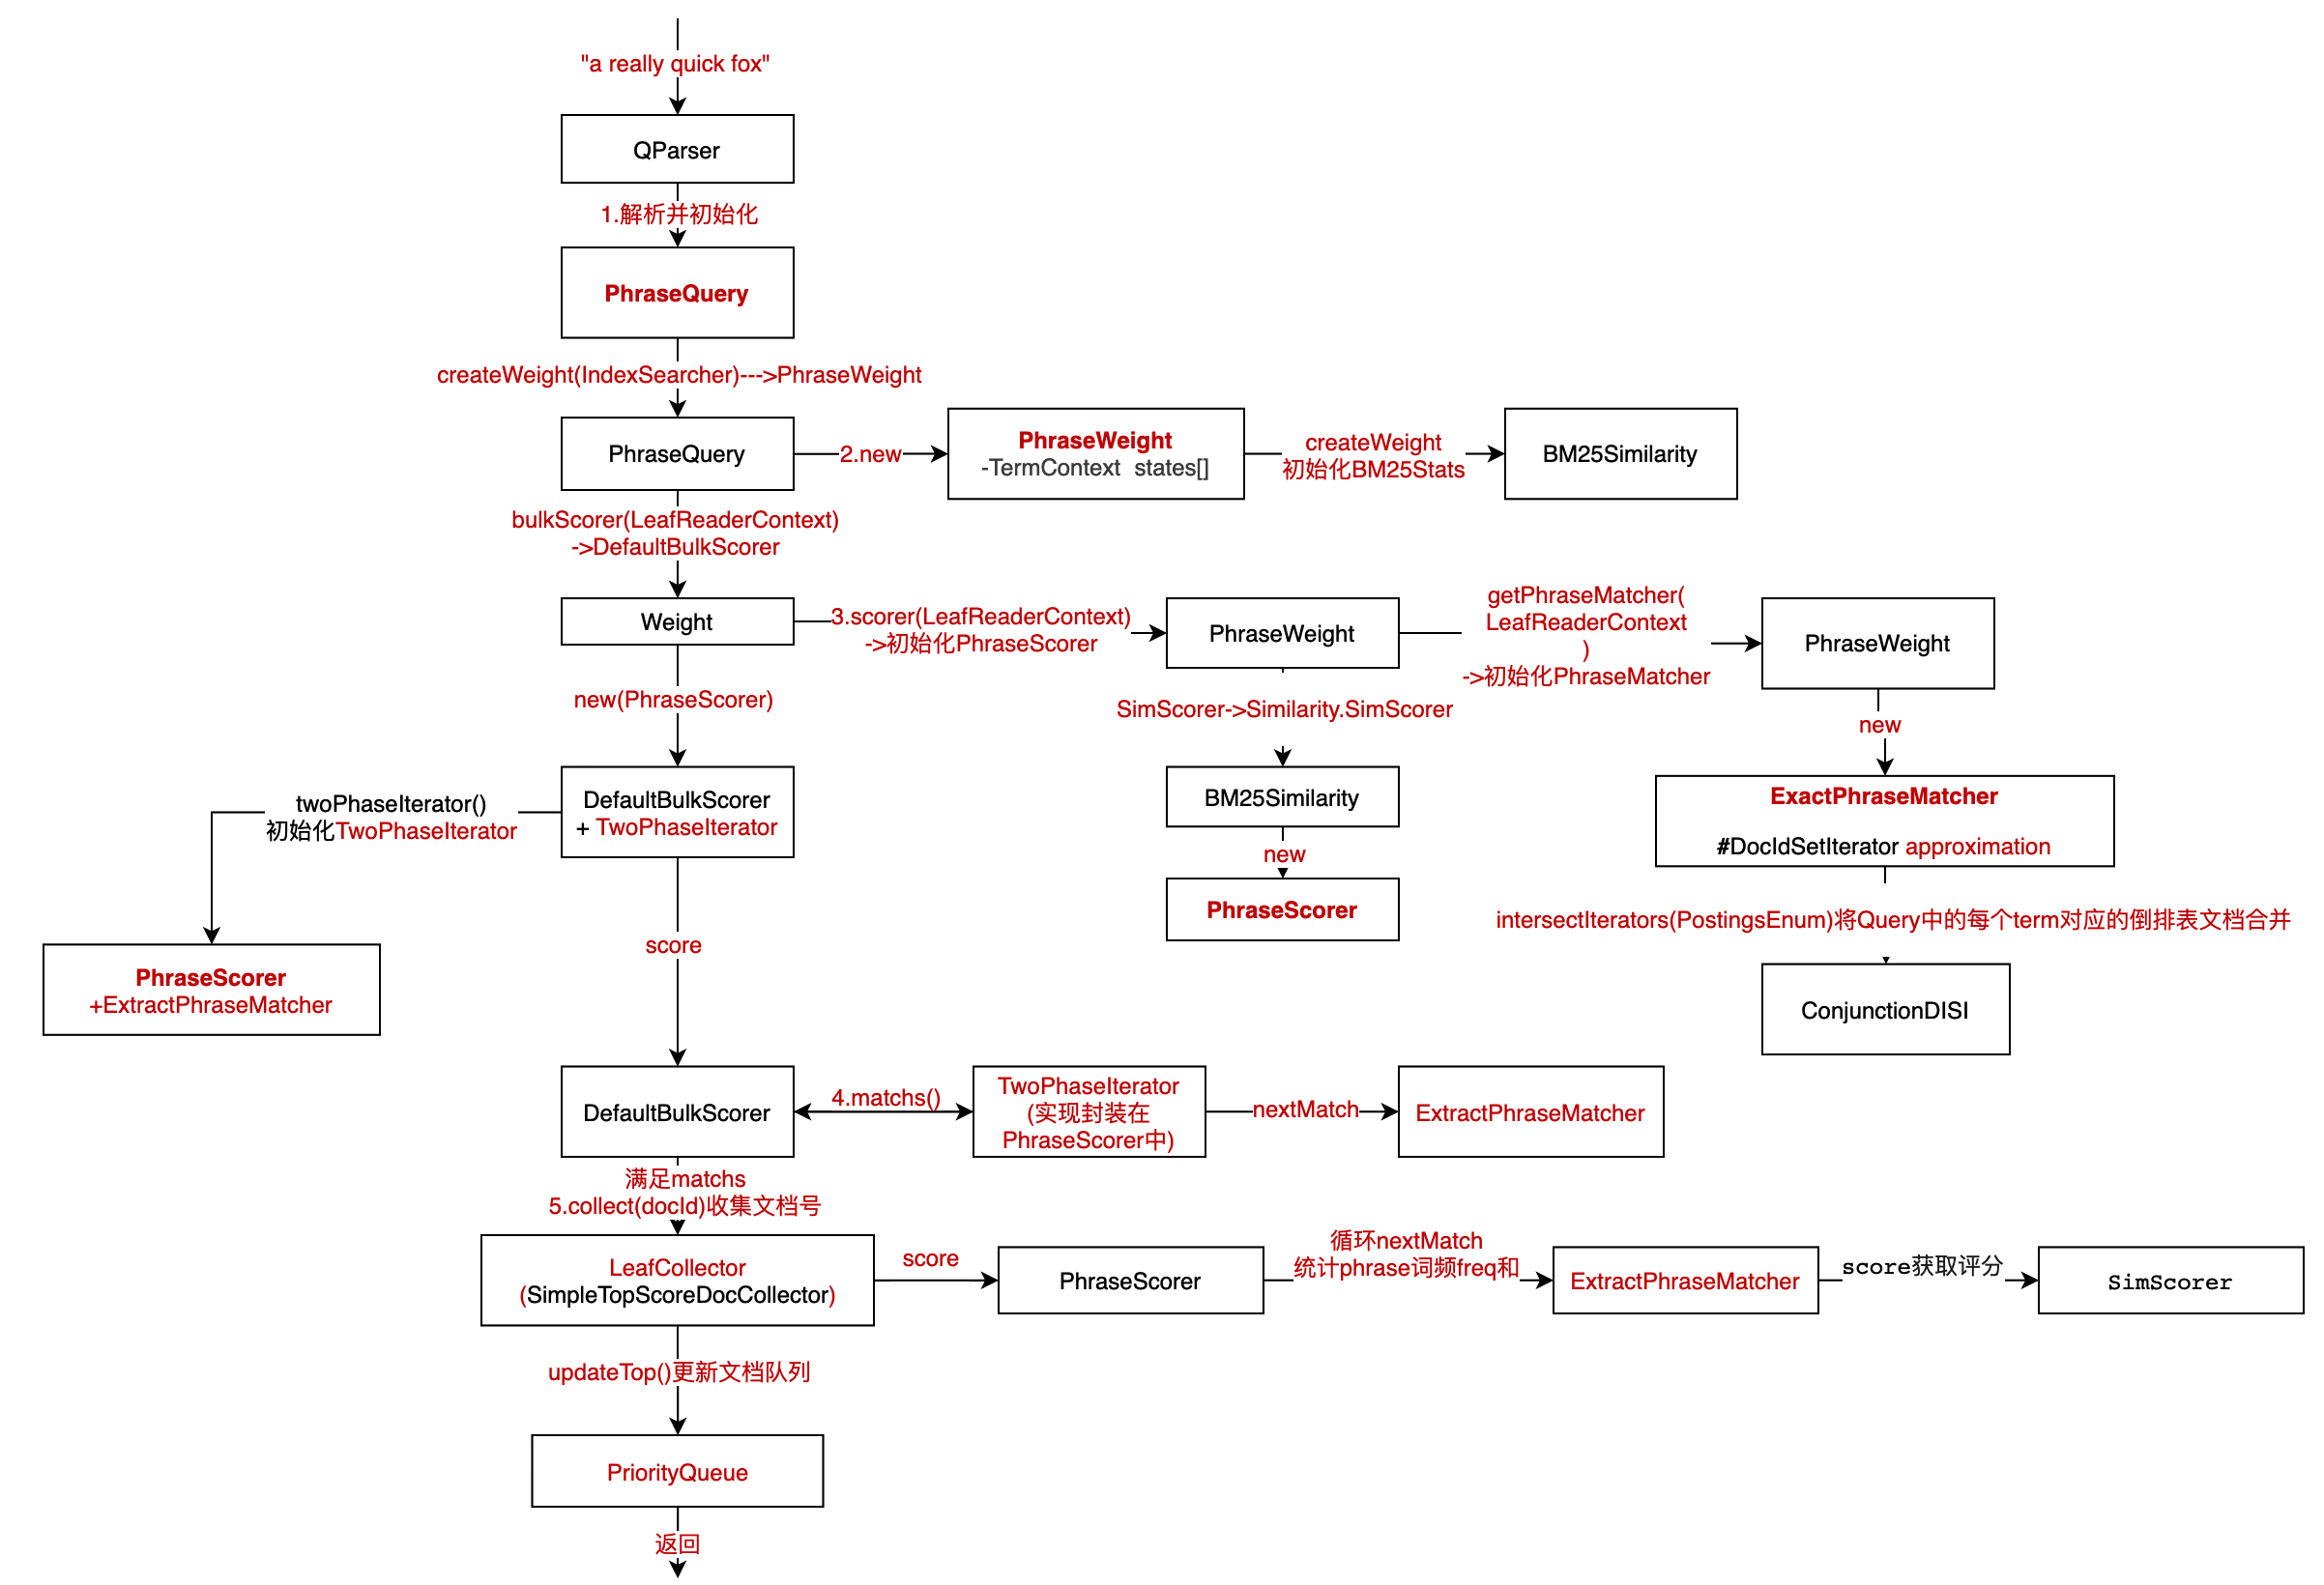 "a really quick fox"
QParser
1.解析并初始化
PhraseQuery
createWeight(IndexSearcher)--->PhraseWeight
PhraseQuery
2.new
PhraseWeight
-TermContext  states[]
createWeight
初始化BM25Stats
BM25Similarity
bulkScorer(LeafReaderContext)
->DefaultBulkScorer
Weight
3.scorer(LeafReaderContext)
->初始化PhraseScorer
PhraseWeight
getPhraseMatcher(
LeafReaderContext
)
->初始化PhraseMatcher
PhraseWeight
new(PhraseScorer)
SimScorer->Similarity.SimScorer
new
twoPhaseIterator()
初始化TwoPhaseIterator
DefaultBulkScorer
+ TwoPhaseIterator
BM25Similarity
ExactPhraseMatcher
#DocIdSetIterator approximation
new
PhraseScorer
intersectIterators(PostingsEnum)将Query中的每个term对应的倒排表文档合并
score
PhraseScorer
+ExtractPhraseMatcher
ConjunctionDISI
DefaultBulkScorer
4.matchs()
TwoPhaseIterator
(实现封装在
PhraseScorer中)
nextMatch
ExtractPhraseMatcher
满足matchs
5.collect(docId)收集文档号
LeafCollector
(SimpleTopScoreDocCollector)
score
PhraseScorer
循环nextMatch
统计phrase词频freq和
ExtractPhraseMatcher
score获取评分
SimScorer
updateTop()更新文档队列
PriorityQueue
返回